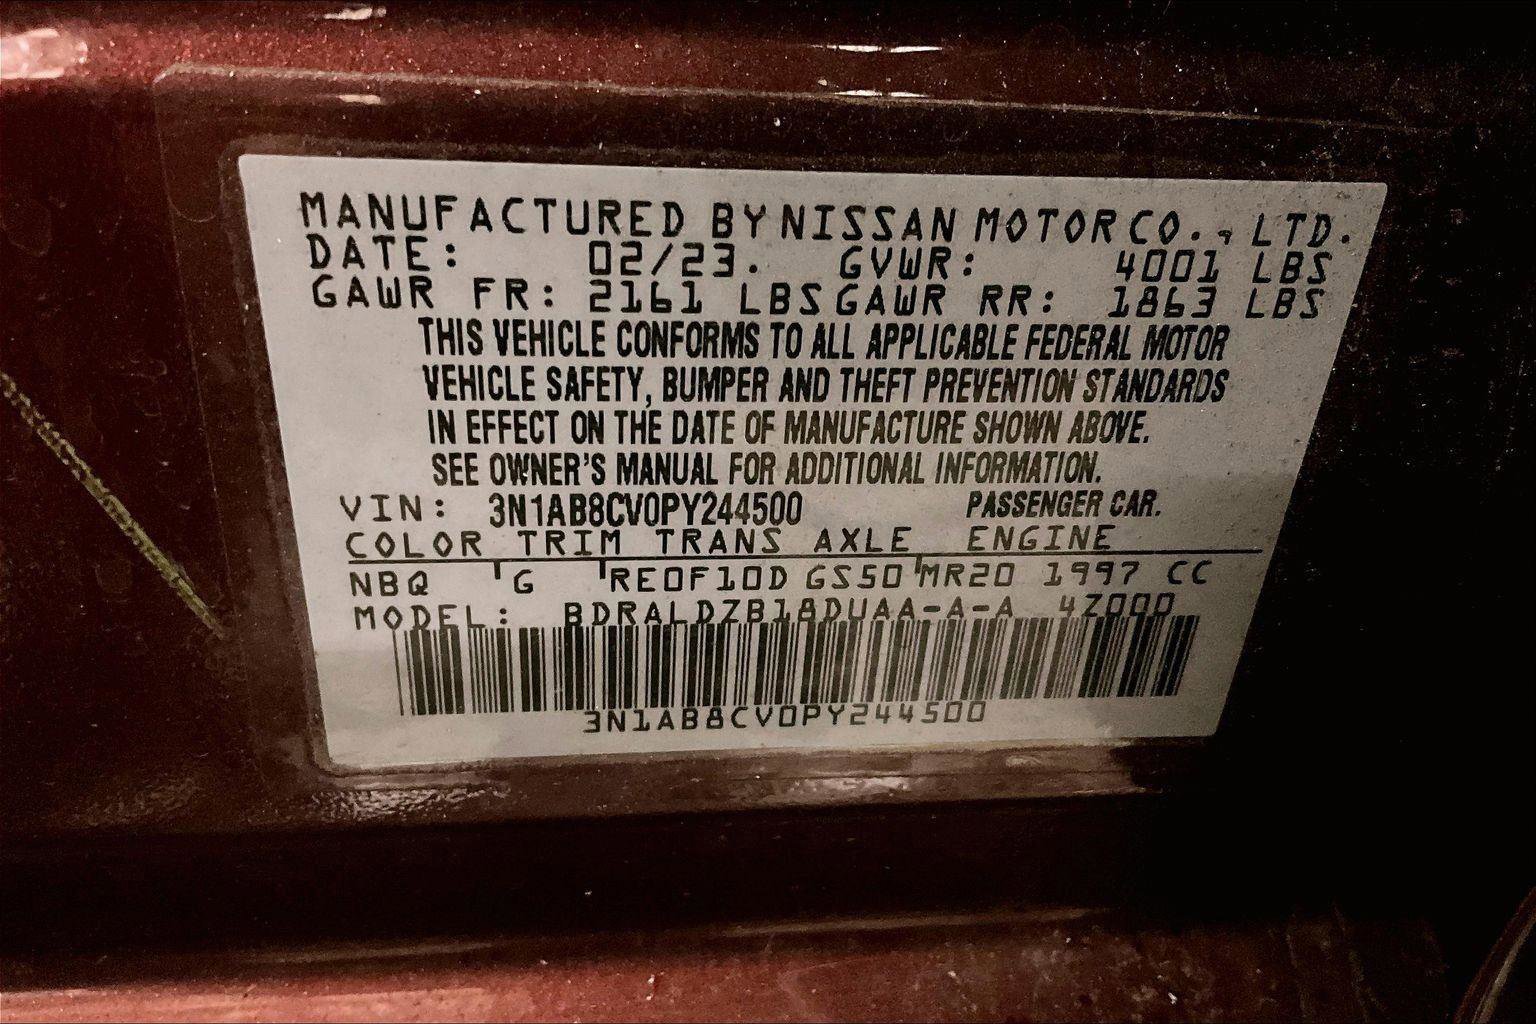 MANUFACTURED BY NISSAN MOTOR CO., LTD.
DATE: 02/23. GVWR: 4001 LBS
GAWR FR: 2161 LBS GAWR RR: 1863 LBS
THIS VEHICLE CONFORMS TO ALL APPLICABLE FEDERAL MOTOR
VEHICLE SAFETY, BUMPER AND THEFT PREVENTION STANDARDS
IN EFFECT ON THE DATE OF MANUFACTURE SHOWN ABOVE.
SEE OWNER'S MANUAL FOR ADDITIONAL INFORMATION.
VIN: 3N1AB8CV0PY244500 PASSENGER CAR.
COLOR TRIM TRANS AXLE ENGINE
NBQ G RE0F10D GS50 MR20 1997 CC
MODEL: BDRALDZB18DUAA-A-A 4Z000
3N1AB8CV0PY244500